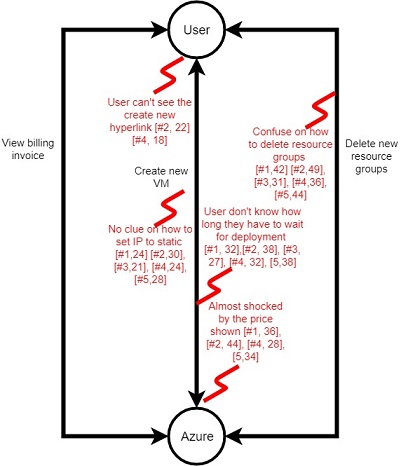 User
User can't see the
create new
hyperlink [#2, 22]
[#4, 18]
Confuse on how
to delete resource
groups
[#1,42] [#2,49],
[#3,31], [#4,36],
[#5,44]
View billing
invoice
Delete new
resource
groups
Create new
VM
No clue on how to
set IP to static
[#1,24] [#2,30],
[#3,21], [#4,24],
[#5,28]
User don't know how
long they have to wait
for deployment
[#1, 32],[#2, 38], [#3,
27], [#4, 32], [5,38]
Almost shocked
by the price
shown [#1, 36],
[#2, 44], [#4, 28],
[5,34]
Azure